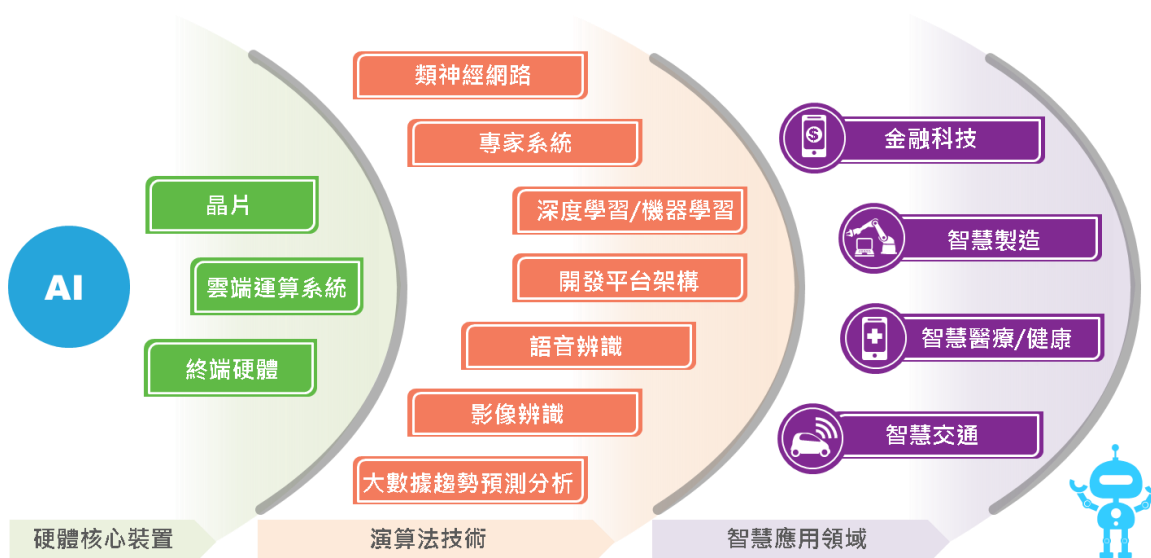 AI
晶片
雲端運算系統
終端硬體
硬體核心裝置
類神經網路
專家系統
深度學習/機器學習
開發平台架構
語音辨識
影像辨識
大數據趨勢預測分析
演算法技術
$
金融科技
智慧製造
智慧醫療/健康
智慧交通
智慧應用領域